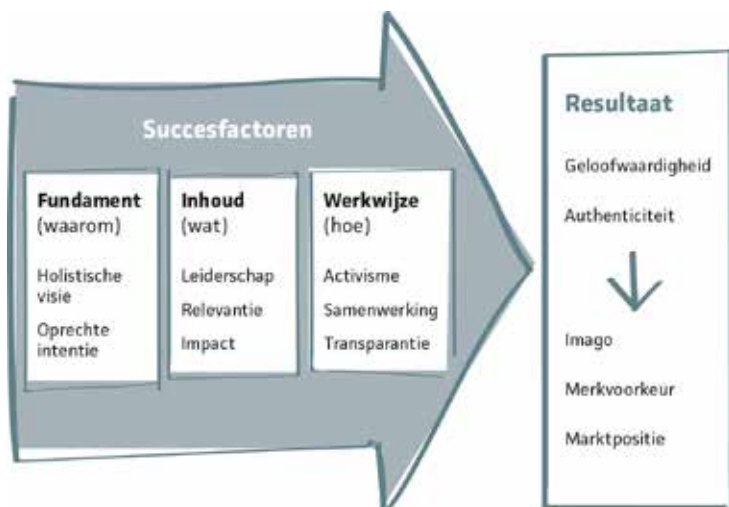 Succesfactoren
Fundament
(waarom)
Holistische
visie
Oprechte
intentie
Inhoud
(wat)
Leiderschap
Relevantie
Impact
Werkwijze
(hoe)
Activisme
Samenwerking
Transparantie
Resultaat
Geloofwaardigheid
Authenticiteit
Imago
Merkvoorkeur
Marktpositie